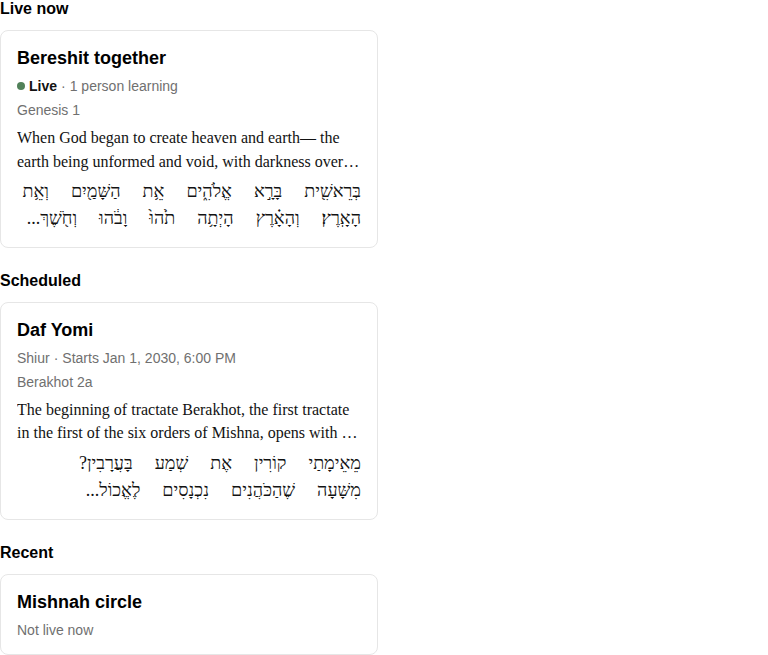 Live now
Bereshit together
Live · 1 person learning
Genesis 1
When God began to create heaven and earth— the
earth being unformed and void, with darkness over…
בְּרֵאשִׁ֖ית בָּרָ֣א אֱלֹהִ֑ים אֵ֥ת הַשָּׁמַ֖יִם וְאֵ֥ת
הָאָֽרֶץ׃ וְהָאָ֗רֶץ הָיְתָ֥ה תֹ֙הוּ֙ וָבֹ֔הוּ וְחֹ֖שֶׁךְ...
Scheduled
Daf Yomi
Shiur · Starts Jan 1, 2030, 6:00 PM
Berakhot 2a
The beginning of tractate Berakhot, the first tractate
in the first of the six orders of Mishna, opens with …
מֵאֵימָתַי קוֹרִין אֶת שְׁמַע בָּעֲרָבִין?
מִשָּׁעָה שֶׁהַכֹּהֲנִים נִכְנָסִים לֶאֱכוֹל...
Recent
Mishnah circle
Not live now